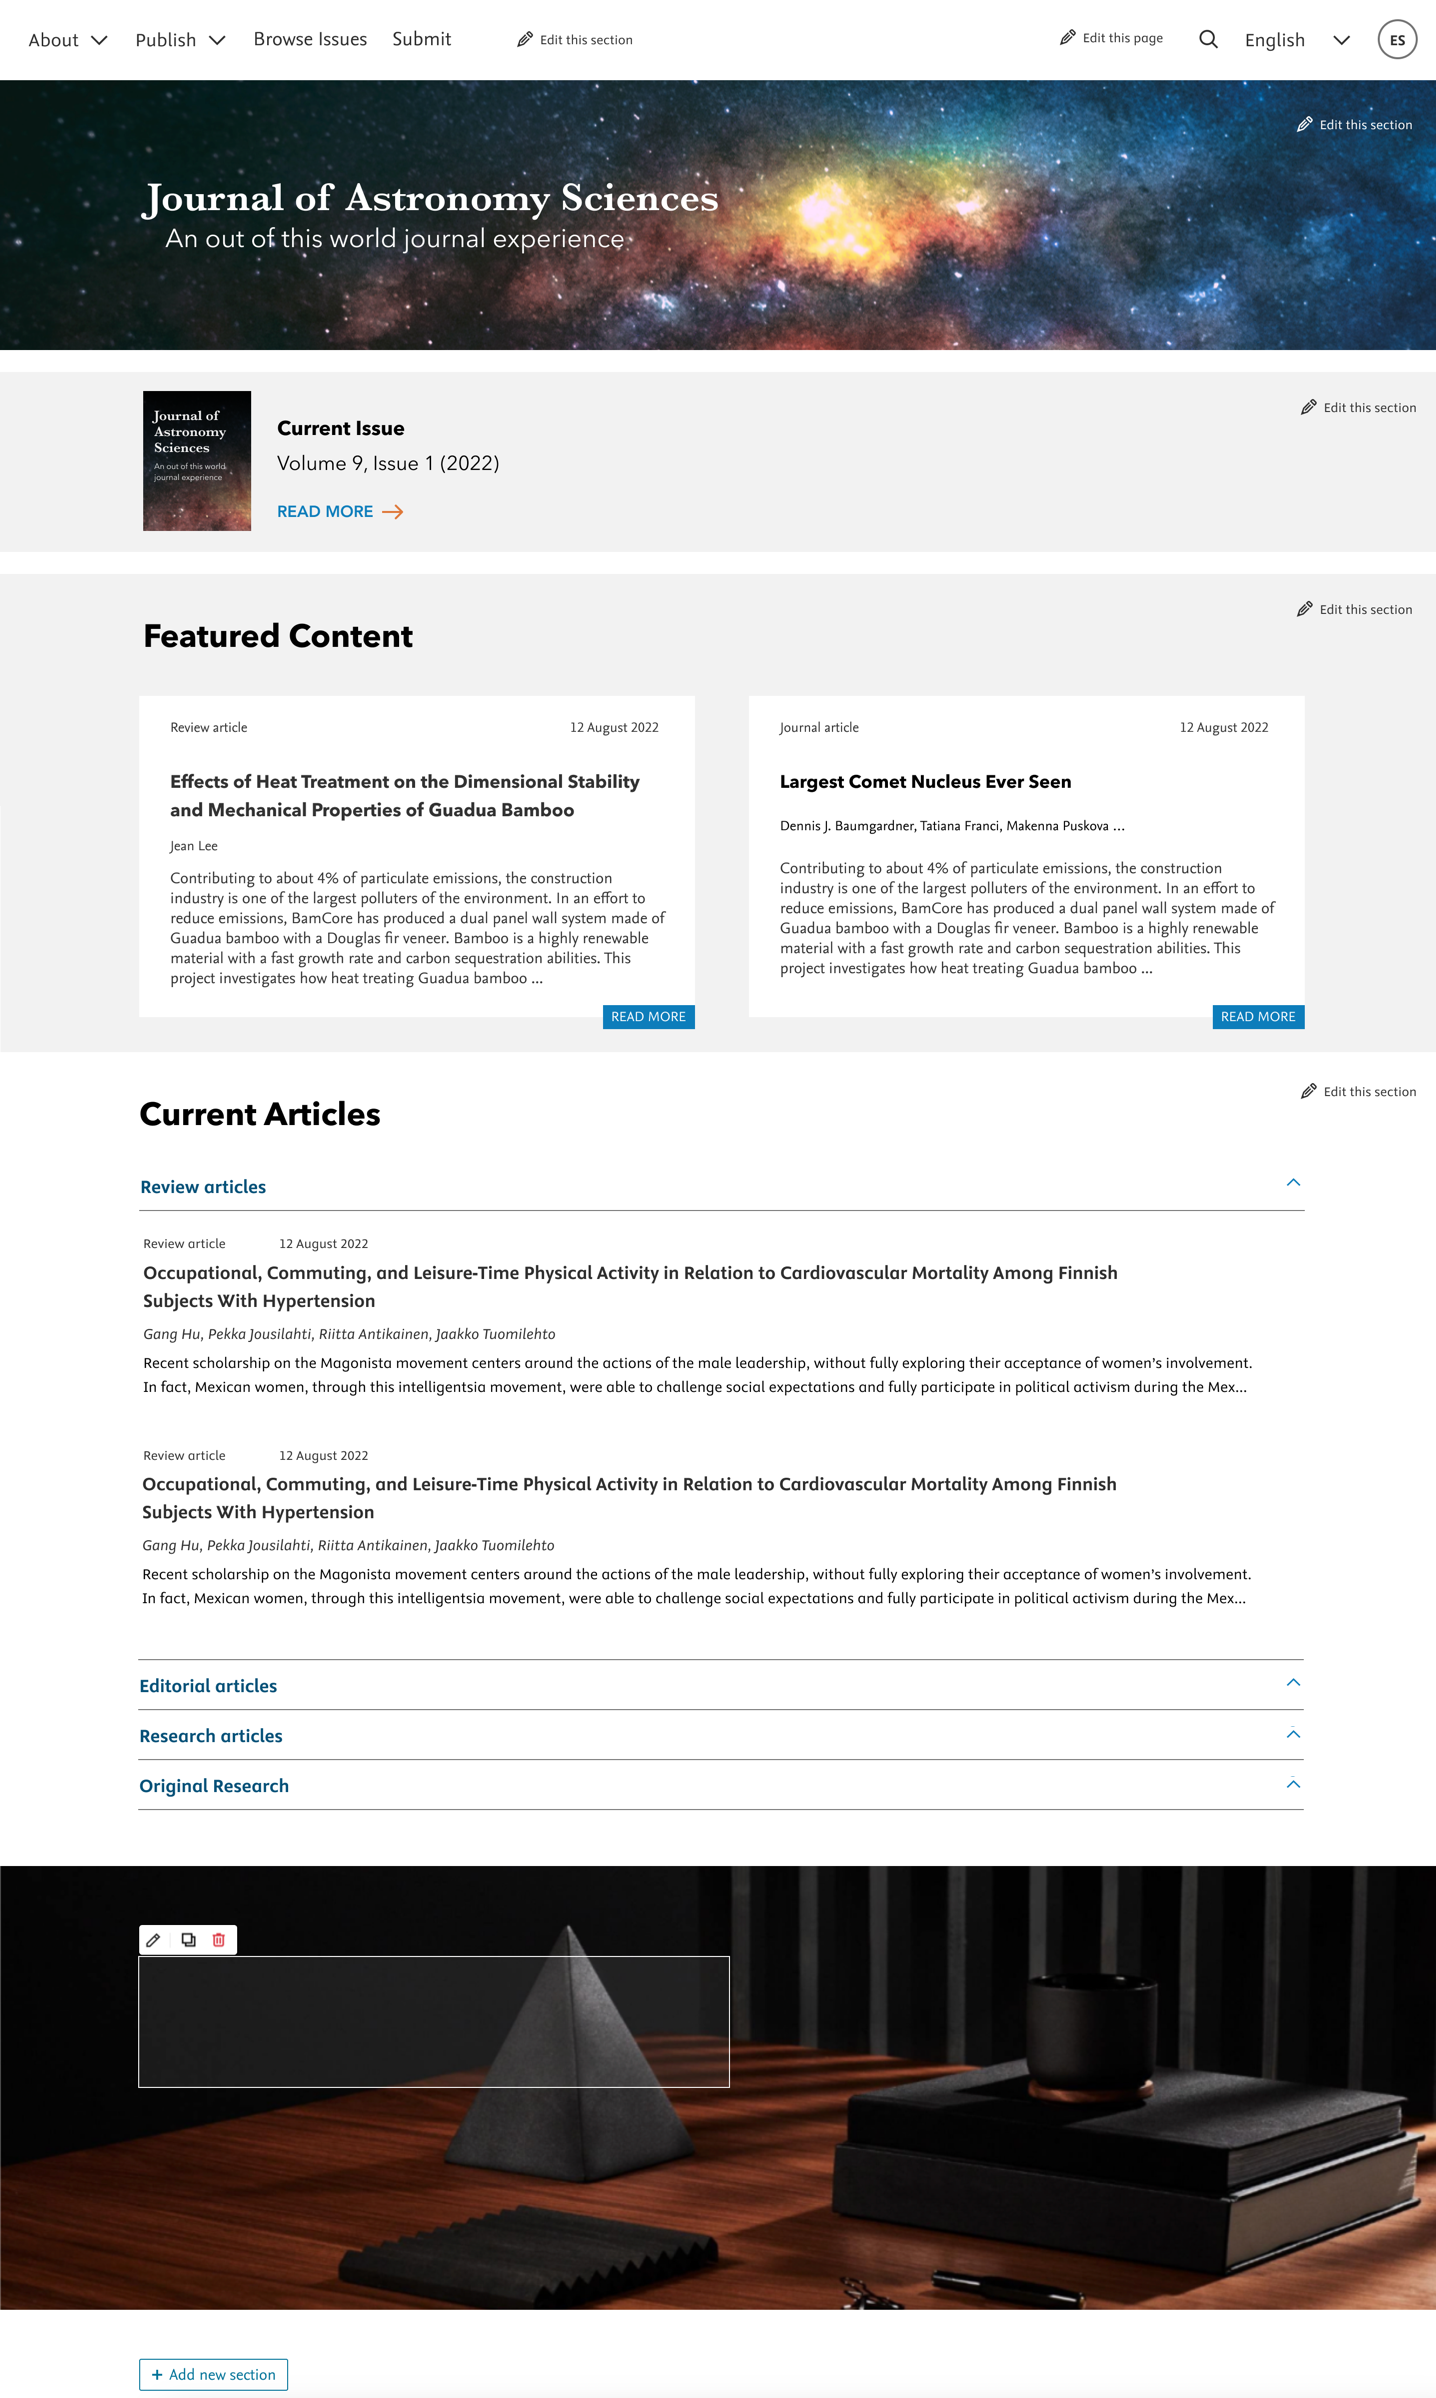 About
Publish
Browse Issues
Submit
Edit this section
Edit this page
English
ES
Edit this section
Journal of Astronomy Sciences
An out of this world journal experience
Journal of
Astronomy
Sciences
An out of this world
journal experience
Current Issue
Volume 9, Issue 1 (2022)
READ MORE
Edit this section
Featured Content
Edit this section
Review article
12 August 2022
Effects of Heat Treatment on the Dimensional Stability
and Mechanical Properties of Guadua Bamboo
Jean Lee
Contributing to about 4% of particulate emissions, the construction
industry is one of the largest polluters of the environment. In an effort to
reduce emissions, BamCore has produced a dual panel wall system made of
Guadua bamboo with a Douglas fir veneer. Bamboo is a highly renewable
material with a fast growth rate and carbon sequestration abilities. This
project investigates how heat treating Guadua bamboo ...
READ MORE
Journal article
12 August 2022
Largest Comet Nucleus Ever Seen
Dennis J. Baumgardner, Tatiana Franci, Makenna Puskova ...
Contributing to about 4% of particulate emissions, the construction
industry is one of the largest polluters of the environment. In an effort to
reduce emissions, BamCore has produced a dual panel wall system made of
Guadua bamboo with a Douglas fir veneer. Bamboo is a highly renewable
material with a fast growth rate and carbon sequestration abilities. This
project investigates how heat treating Guadua bamboo ...
READ MORE
Current Articles
Edit this section
Review articles
Review article
12 August 2022
Occupational, Commuting, and Leisure-Time Physical Activity in Relation to Cardiovascular Mortality Among Finnish
Subjects With Hypertension
Gang Hu, Pekka Jousilahti, Riitta Antikainen, Jaakko Tuomilehto
Recent scholarship on the Magonista movement centers around the actions of the male leadership, without fully exploring their acceptance of women's involvement.
In fact, Mexican women, through this intelligentsia movement, were able to challenge social expectations and fully participate in political activism during the Mex...
Review article
12 August 2022
Occupational, Commuting, and Leisure-Time Physical Activity in Relation to Cardiovascular Mortality Among Finnish
Subjects With Hypertension
Gang Hu, Pekka Jousilahti, Riitta Antikainen, Jaakko Tuomilehto
Recent scholarship on the Magonista movement centers around the actions of the male leadership, without fully exploring their acceptance of women's involvement.
In fact, Mexican women, through this intelligentsia movement, were able to challenge social expectations and fully participate in political activism during the Mex...
Editorial articles
Research articles
Original Research
+ Add new section